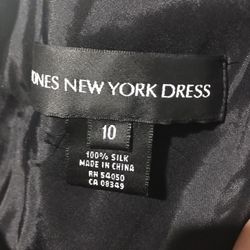 ONES NEW YORK DRESS
10
100% SILK
MADE IN CHINA
RN 54050
CA 08349